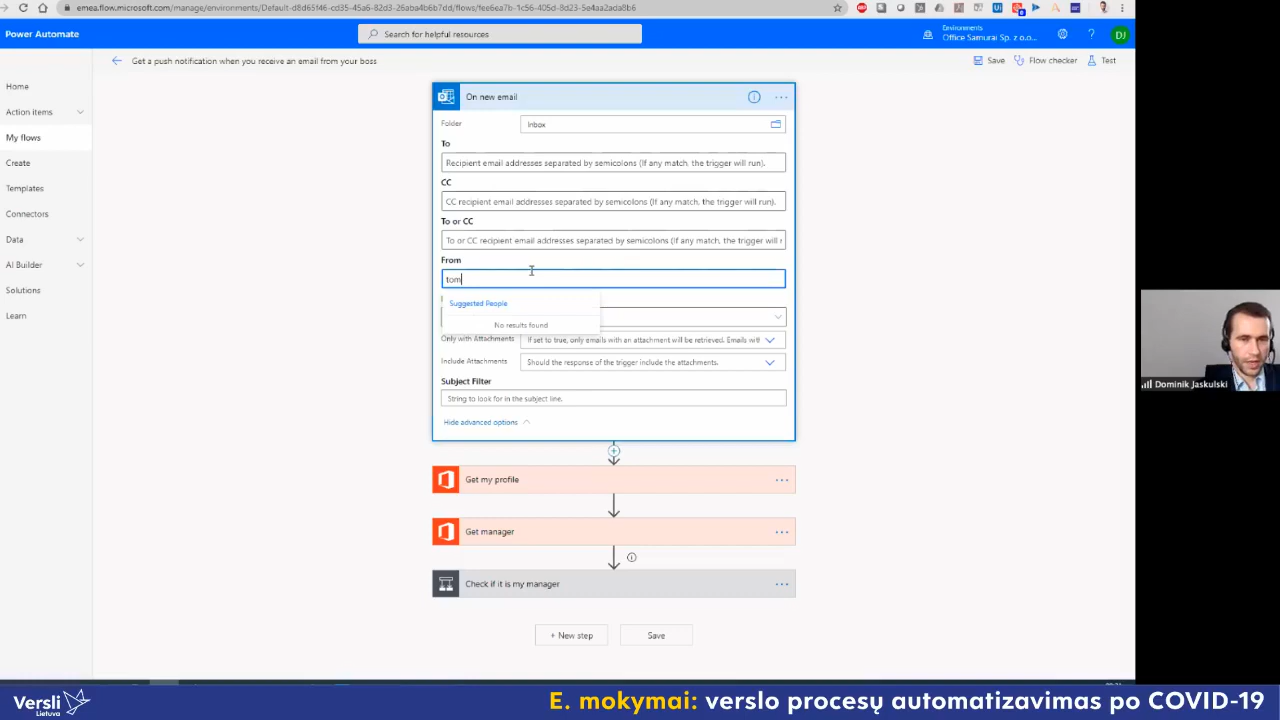 emea.flow.microsoft.com/manage/environments/Default-d8d65f46-cd35-45a6-82d3-26aba4b6b7dd/flows/fee6ea7b-1c56-405d-8d23-5e4aa2ada8b6
Power Automate
Search for helpful resources
Environments
Office Samurai Sp. z o.o...
DJ
Get a push notification when you receive an email from your boss
Save
Flow checker
Test
Home
Action items
My flows
Create
Templates
Connectors
Data
AI Builder
Solutions
Learn
On new email
Folder
Inbox
To
Recipient email addresses separated by semicolons (If any match, the trigger will run).
CC
CC recipient email addresses separated by semicolons (If any match, the trigger will run).
To or CC
To or CC recipient email addresses separated by semicolons (If any match, the trigger will r
From
tom
Suggested People
No results found
Only with Attachments
If set to true, only emails with an attachment will be retrieved. Emails with
Include Attachments
Should the response of the trigger include the attachments.
Subject Filter
String to look for in the subject line.
Hide advanced options
Get my profile
Get manager
Check if it is my manager
+ New step
Save
Dominik Jaskulski
Versli
Lietuva
E. mokymai: verslo procesų automatizavimas po COVID-19